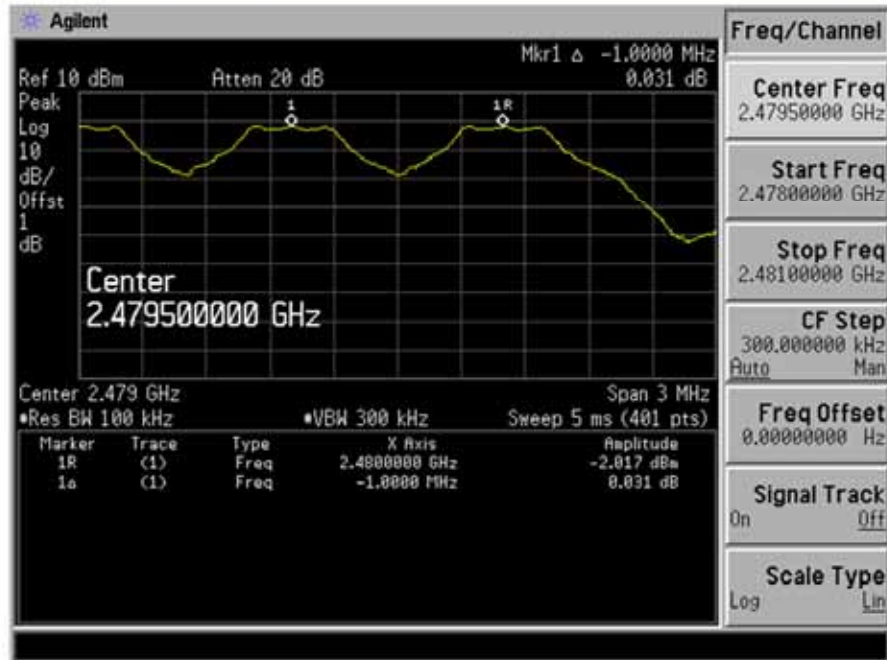 Agilent
Freq/Channel
Mkr1 Δ -1.0000 MHz
Ref 10 dBm Atten 20 dB 0.031 dB
Peak
Log
10
dB/
Offst
1
dB
1
1R
Center
2.479500000 GHz
Center 2.479 GHz Span 3 MHz
•Res BW 100 kHz •VBW 300 kHz Sweep 5 ms (401 pts)
Marker Trace Type X Axis Amplitude
1R (1) Freq 2.4800000 GHz -2.017 dBm
1Δ (1) Freq -1.0000 MHz 0.031 dB
Center Freq
2.47950000 GHz
Start Freq
2.47800000 GHz
Stop Freq
2.48100000 GHz
CF Step
300.000000 kHz
Auto Man
Freq Offset
0.00000000 Hz
Signal Track
On Off
Scale Type
Log Lin